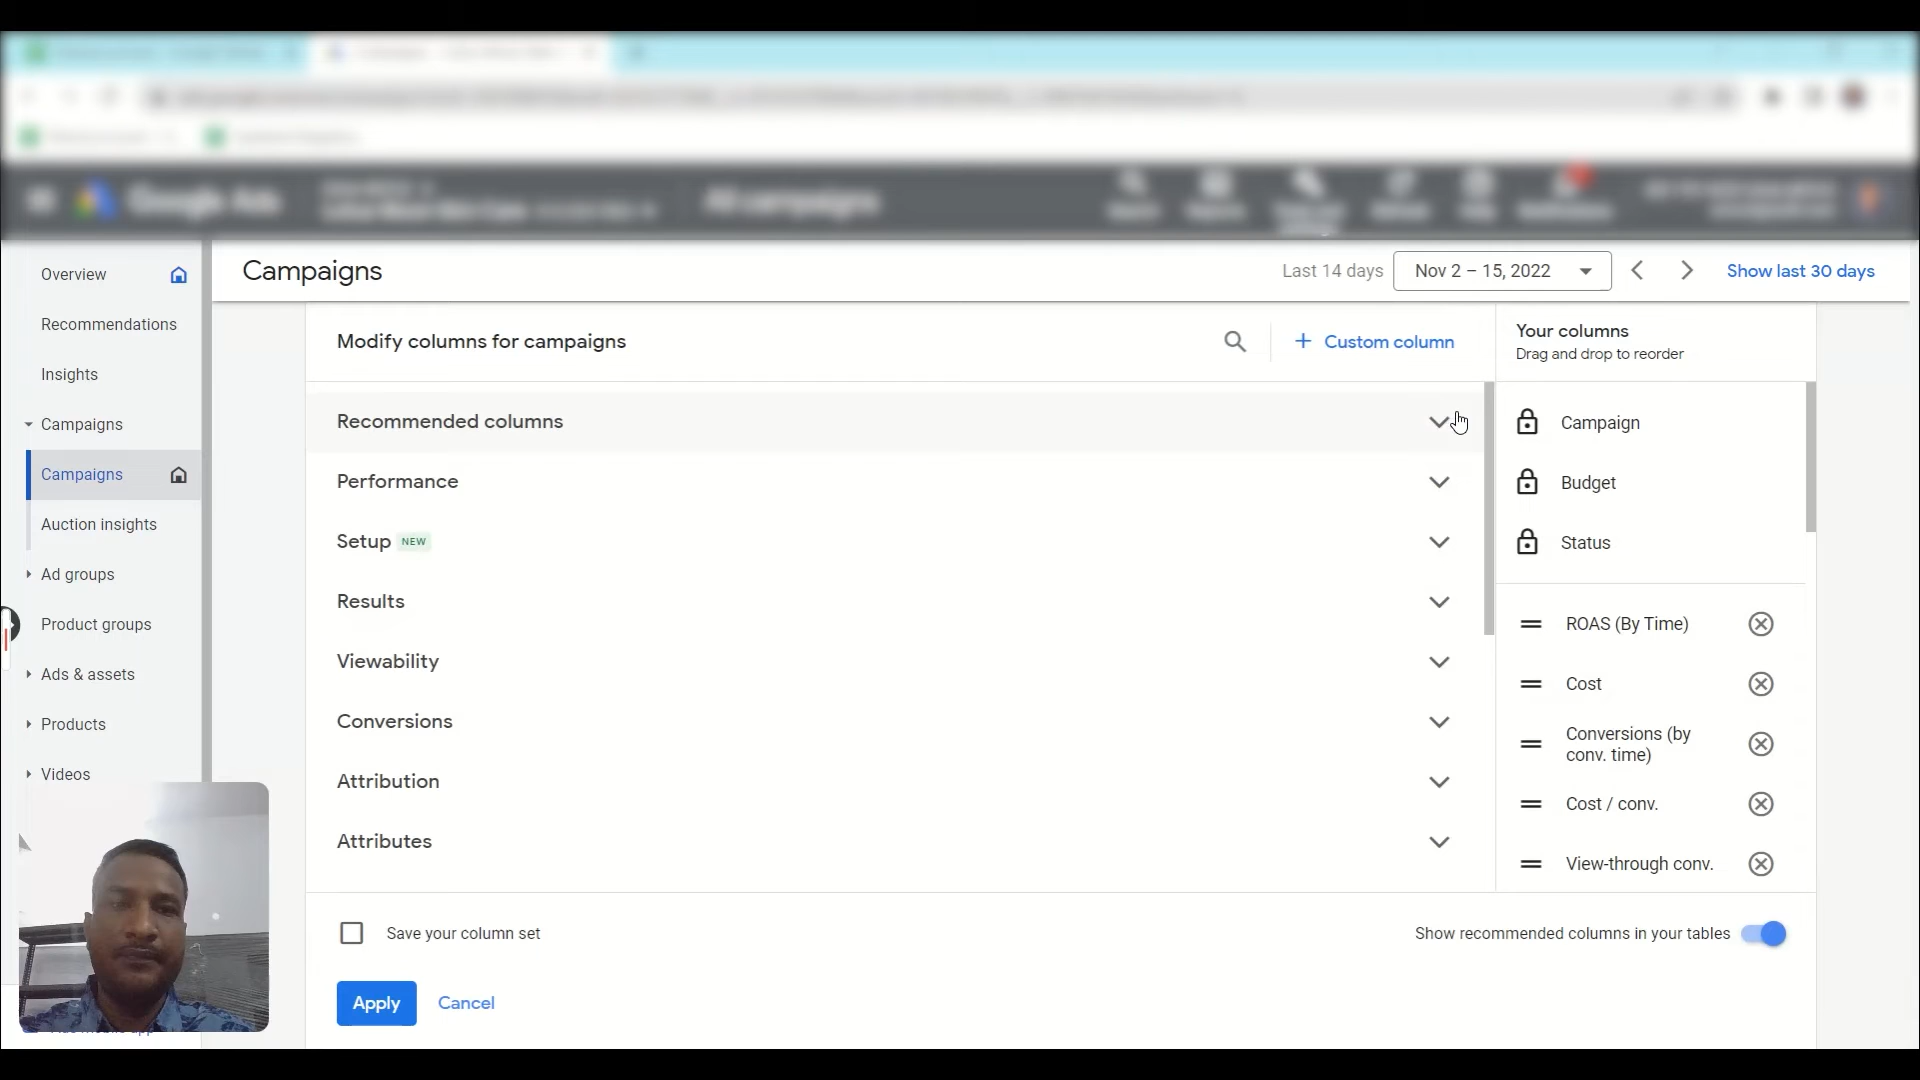 Google Ads
All campaigns
Overview
Recommendations
Insights
Campaigns
Campaigns
Auction insights
Ad groups
Product groups
Ads & assets
Products
Videos
Campaigns
Last 14 days
Nov 2 – 15, 2022
Show last 30 days
Modify columns for campaigns
Custom column
Recommended columns
Performance
Setup NEW
Results
Viewability
Conversions
Attribution
Attributes
Your columns
Drag and drop to reorder
Campaign
Budget
Status
ROAS (By Time)
Cost
Conversions (by
conv. time)
Cost / conv.
View-through conv.
Save your column set
Show recommended columns in your tables
Apply
Cancel